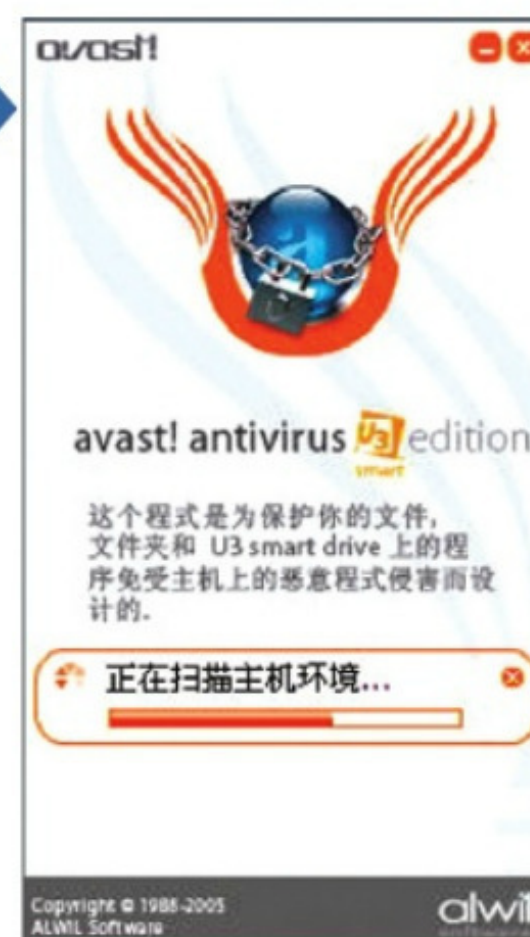 avast!
avast! antivirus U3 edition
smart
这个程式是为保护你的文件,
文件夹和 U3 smart drive 上的程
序免受主机上的恶意程式侵害而设
计的.
正在扫描主机环境...
Copyright © 1988-2005
ALWIL Software
alwil